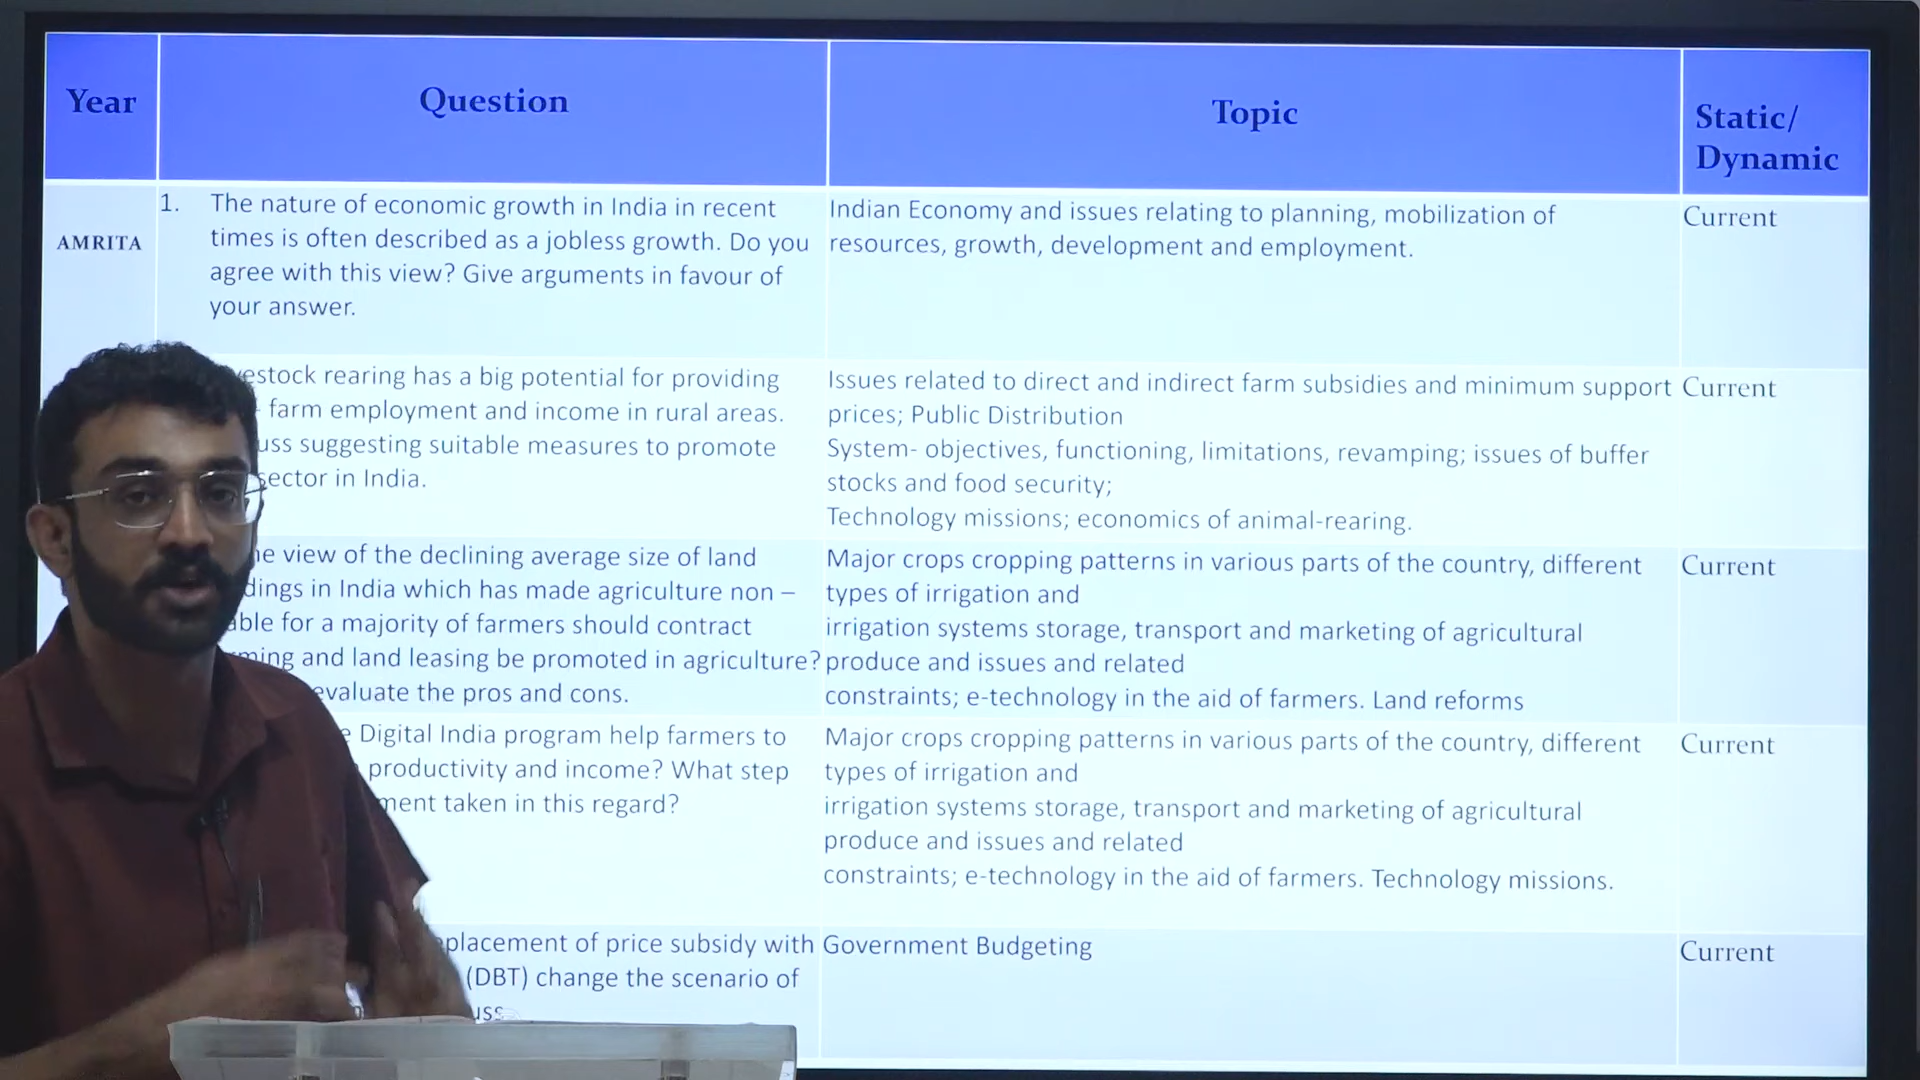 Year
Question
Topic
Static/
Dynamic
AMRITA
1. The nature of economic growth in India in recent
times is often described as a jobless growth. Do you
agree with this view? Give arguments in favour of
your answer.
Indian Economy and issues relating to planning, mobilization of
resources, growth, development and employment.
Current
rearing has a big potential for providing
farm employment and income in rural areas.
suggesting suitable measures to promote
sector in India.
Issues related to direct and indirect farm subsidies and minimum support
prices; Public Distribution
System- objectives, functioning, limitations, revamping; issues of buffer
stocks and food security;
Technology missions; economics of animal-rearing.
Current
view of the declining average size of land
in India which has made agriculture non –
for a majority of farmers should contract
and land leasing be promoted in agriculture?
evaluate the pros and cons.
Major crops cropping patterns in various parts of the country, different
types of irrigation and
irrigation systems storage, transport and marketing of agricultural
produce and issues and related
constraints; e-technology in the aid of farmers. Land reforms
Current
Digital India program help farmers to
productivity and income? What step
taken in this regard?
Major crops cropping patterns in various parts of the country, different
types of irrigation and
irrigation systems storage, transport and marketing of agricultural
produce and issues and related
constraints; e-technology in the aid of farmers. Technology missions.
Current
of price subsidy with
(DBT) change the scenario of
Government Budgeting
Current